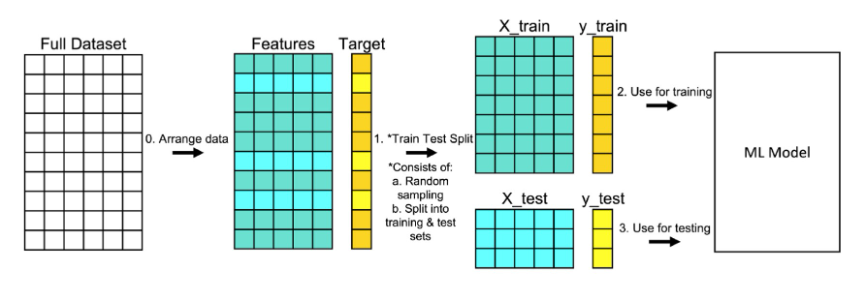 Full Dataset
Features
Target
X_train
y_train
0. Arrange data
1. *Train Test Split
*Consists of:
a. Random
sampling
b. Split into
training & test
sets
2. Use for training
X_test
y_test
3. Use for testing
ML Model